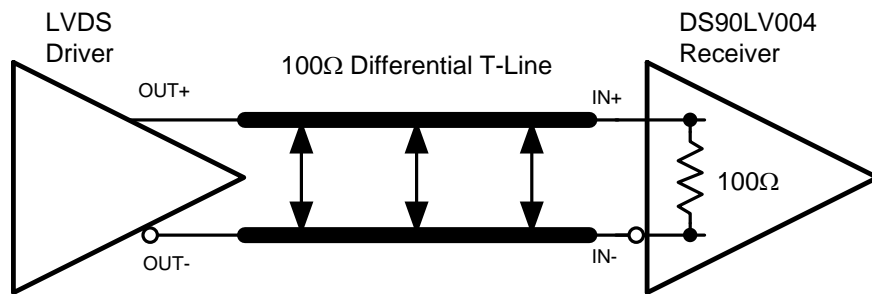 LVDS
Driver
DS90LV004
Receiver
100Ω Differential T-Line
OUT+
IN+
100Ω
OUT-
IN-